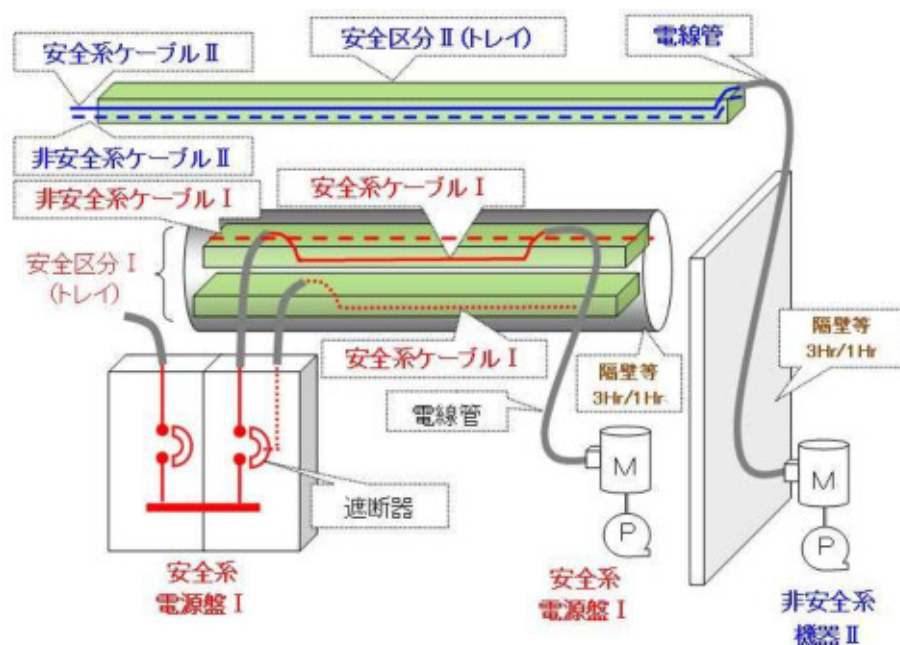 安全系ケーブルⅡ
安全区分Ⅱ(トレイ)
電線管
非安全系ケーブルⅡ
非安全系ケーブルⅠ
安全系ケーブルⅠ
安全区分Ⅰ
(トレイ)
安全系ケーブルⅠ
隔壁等
3Hr/1Hr
隔壁等
3Hr/1Hr
電線管
遮断器
M
P
M
P
安全系
電源盤Ⅰ
安全系
電源盤Ⅰ
非安全系
機器Ⅱ